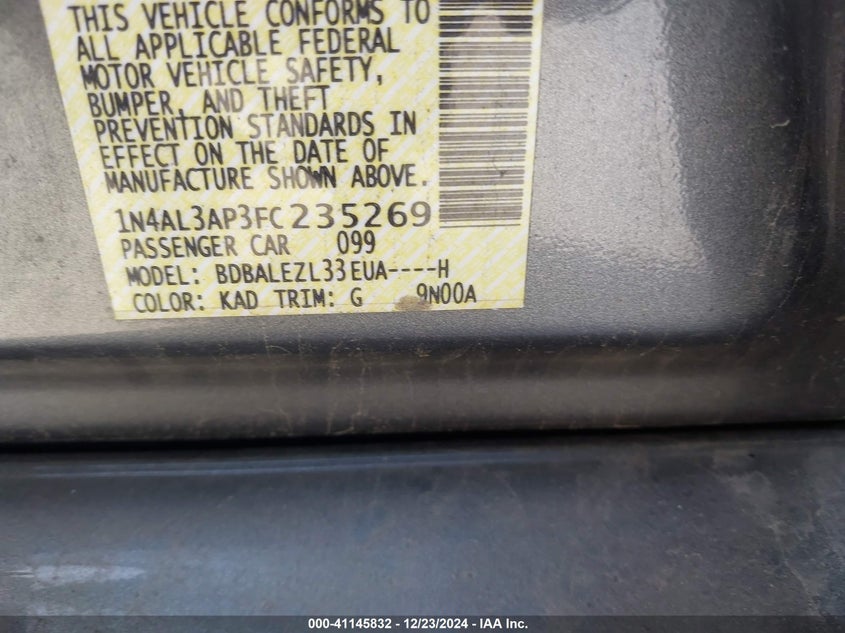 THIS VEHICLE CONFORMS TO
ALL APPLICABLE FEDERAL
MOTOR VEHICLE SAFETY,
BUMPER, AND THEFT
PREVENTION STANDARDS IN
EFFECT ON THE DATE OF
MANUFACTURE SHOWN ABOVE.
1N4AL3AP3FC235269
PASSENGER CAR 099
MODEL: BDBALEZL33EUA----H
COLOR: KAD TRIM: G 9N00A
000-41145832 - 12/23/2024 - IAA Inc.